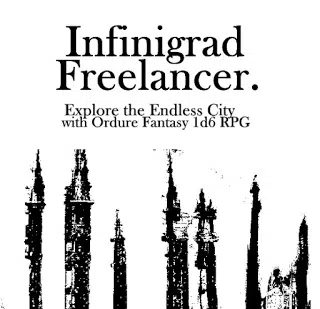 Infinigrad
Freelancer.
Explore the Endless City
with Ordure Fantasy 1d6 RPG